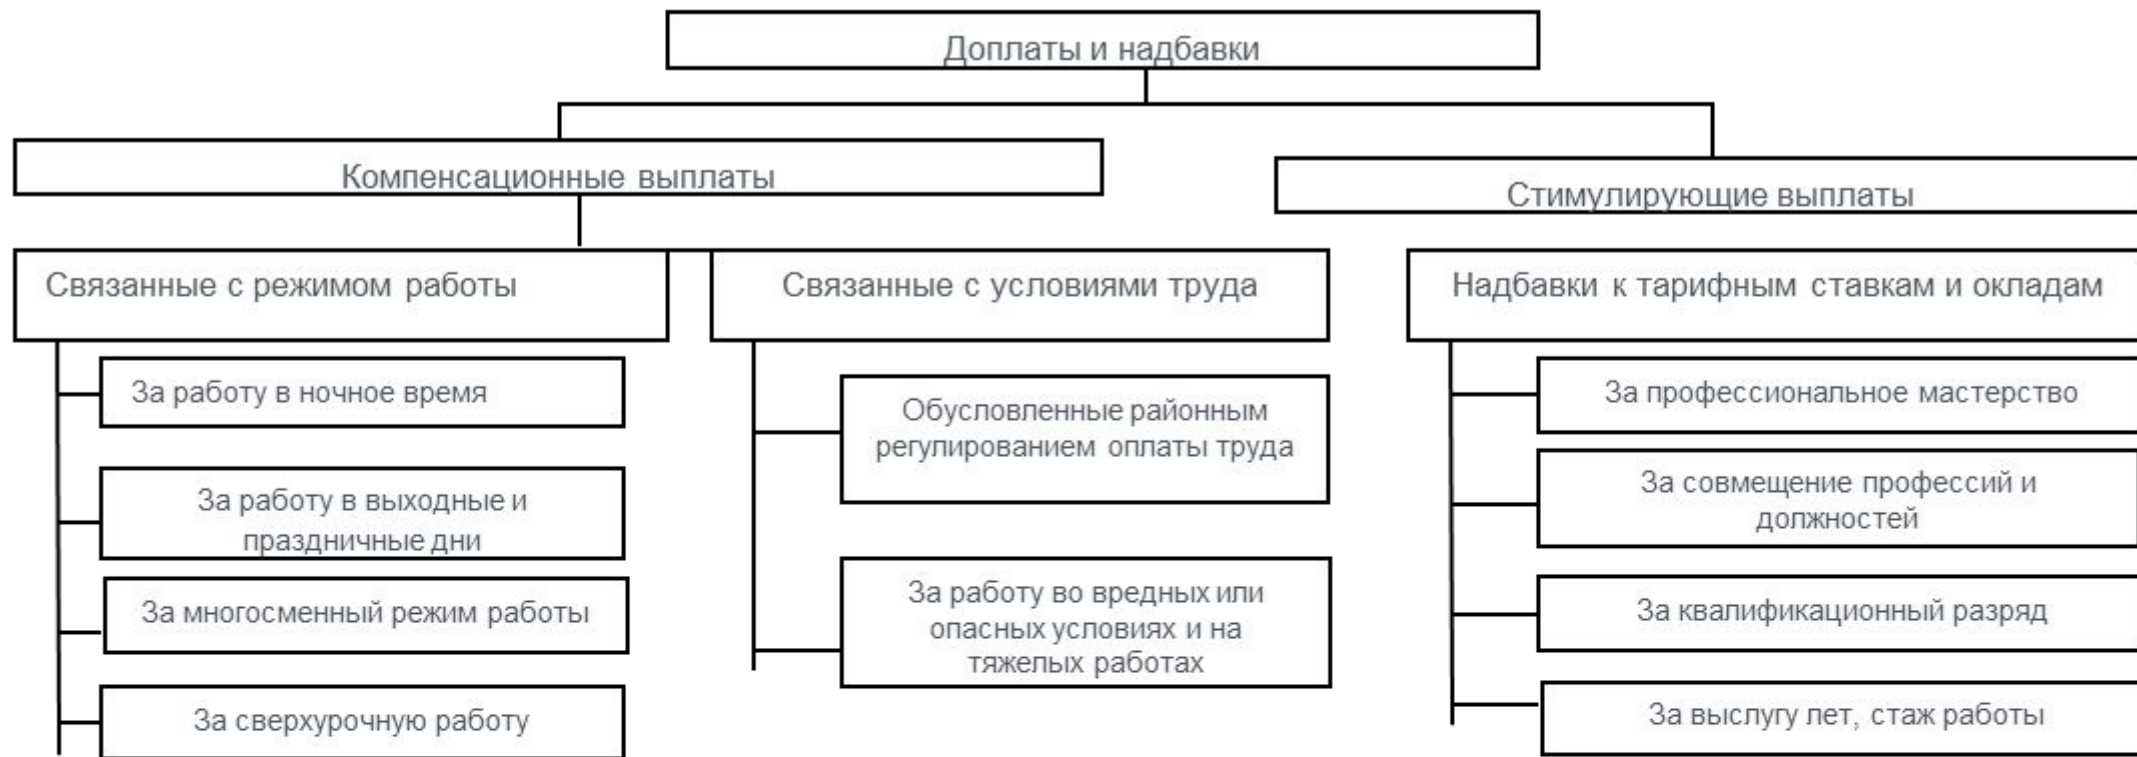 Доплаты и надбавки
Компенсационные выплаты
Стимулирующие выплаты
Связанные с режимом работы
Связанные с условиями труда
Надбавки к тарифным ставкам и окладам
За работу в ночное время
За работу в выходные и
праздничные дни
За многосменный режим работы
За сверхурочную работу
Обусловленные районным
регулированием оплаты труда
За работу во вредных или
опасных условиях и на
тяжелых работах
За профессиональное мастерство
За совмещение профессий и
должностей
За квалификационный разряд
За выслугу лет, стаж работы